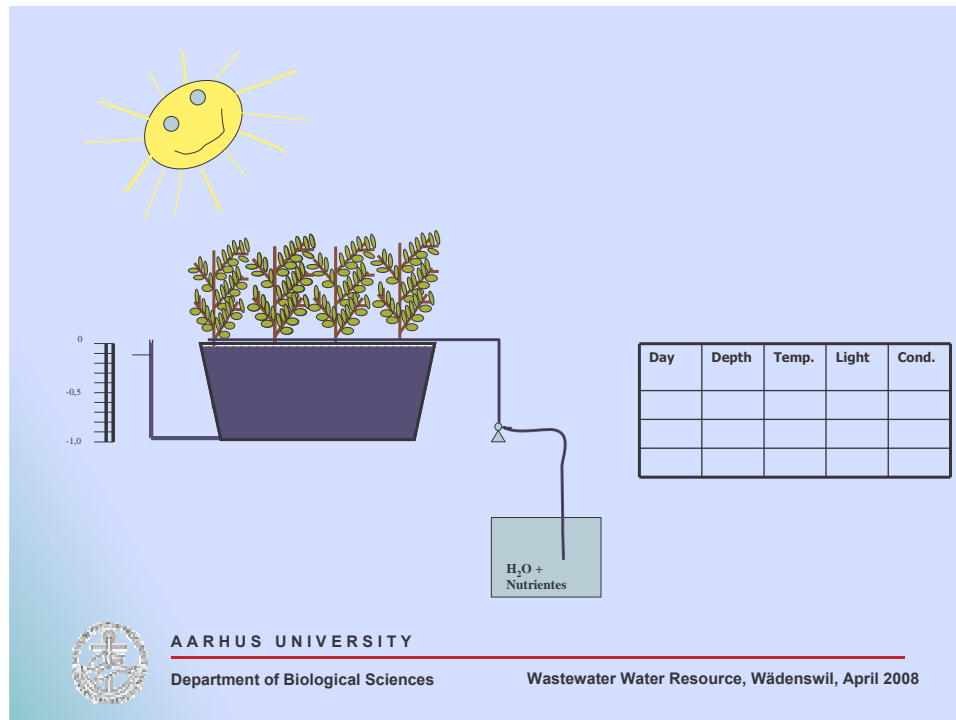 0
-0,5
-1,0
Day Depth Temp. Light Cond.
H₂O +
Nutrientes
AARHUS UNIVERSITY
Department of Biological Sciences
Wastewater Water Resource, Wädenswil, April 2008